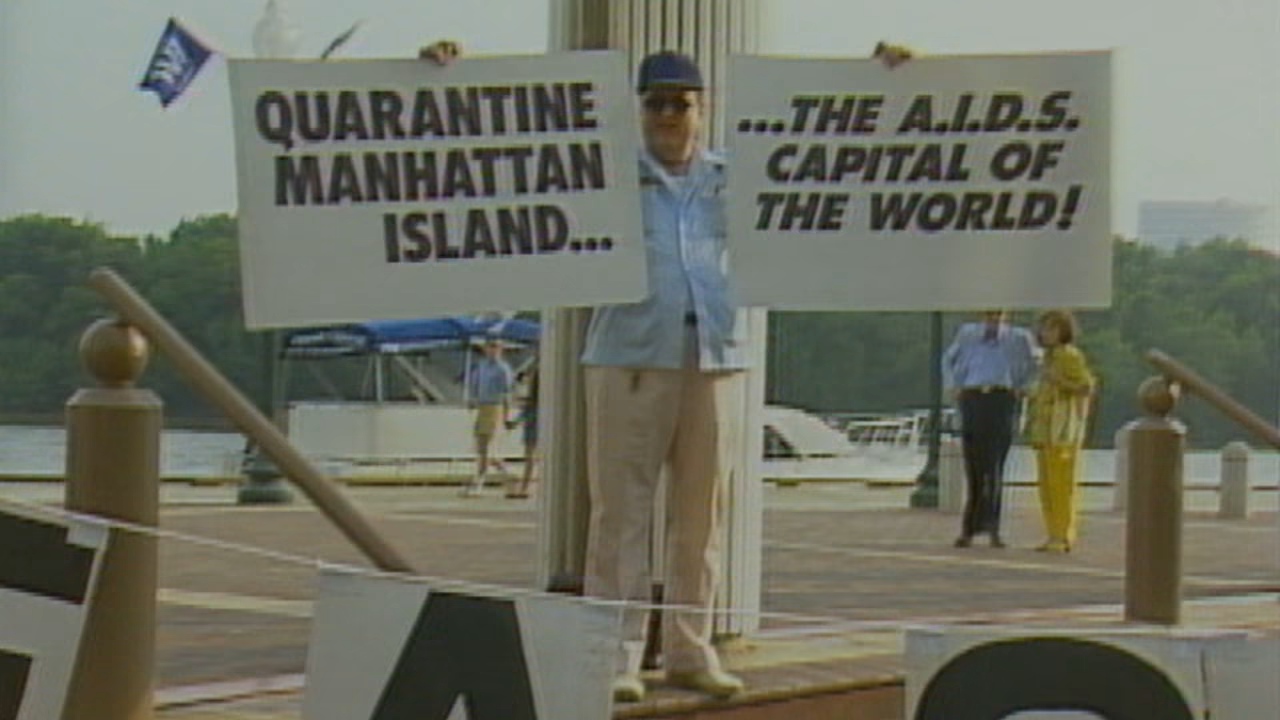 QUARANTINE
MANHATTAN
ISLAND...
...THE A.I.D.S.
CAPITAL OF
THE WORLD!